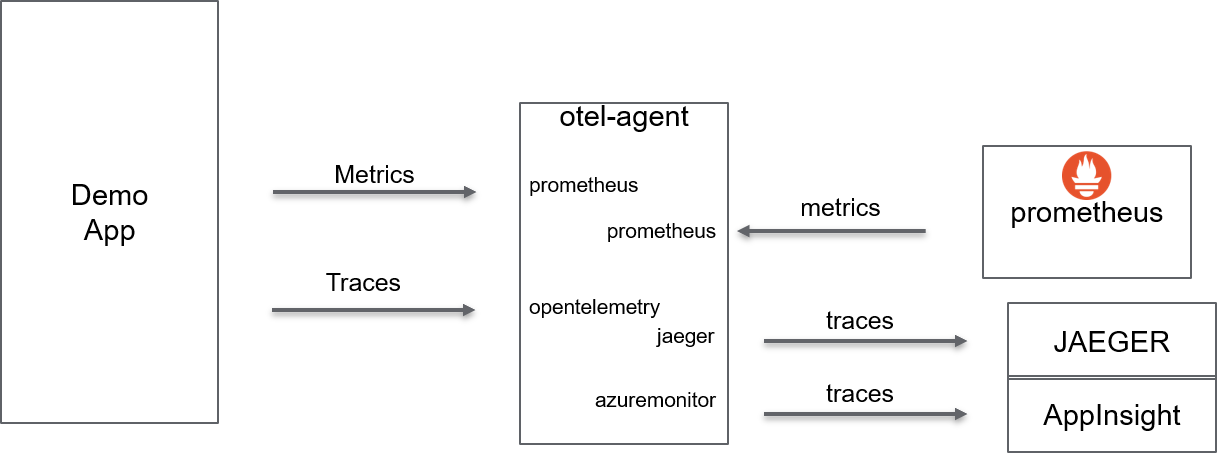 Demo
App
Metrics
Traces
otel-agent
prometheus
prometheus
opentelemetry
jaeger
azuremonitor
metrics
traces
traces
prometheus
JAEGER
AppInsight